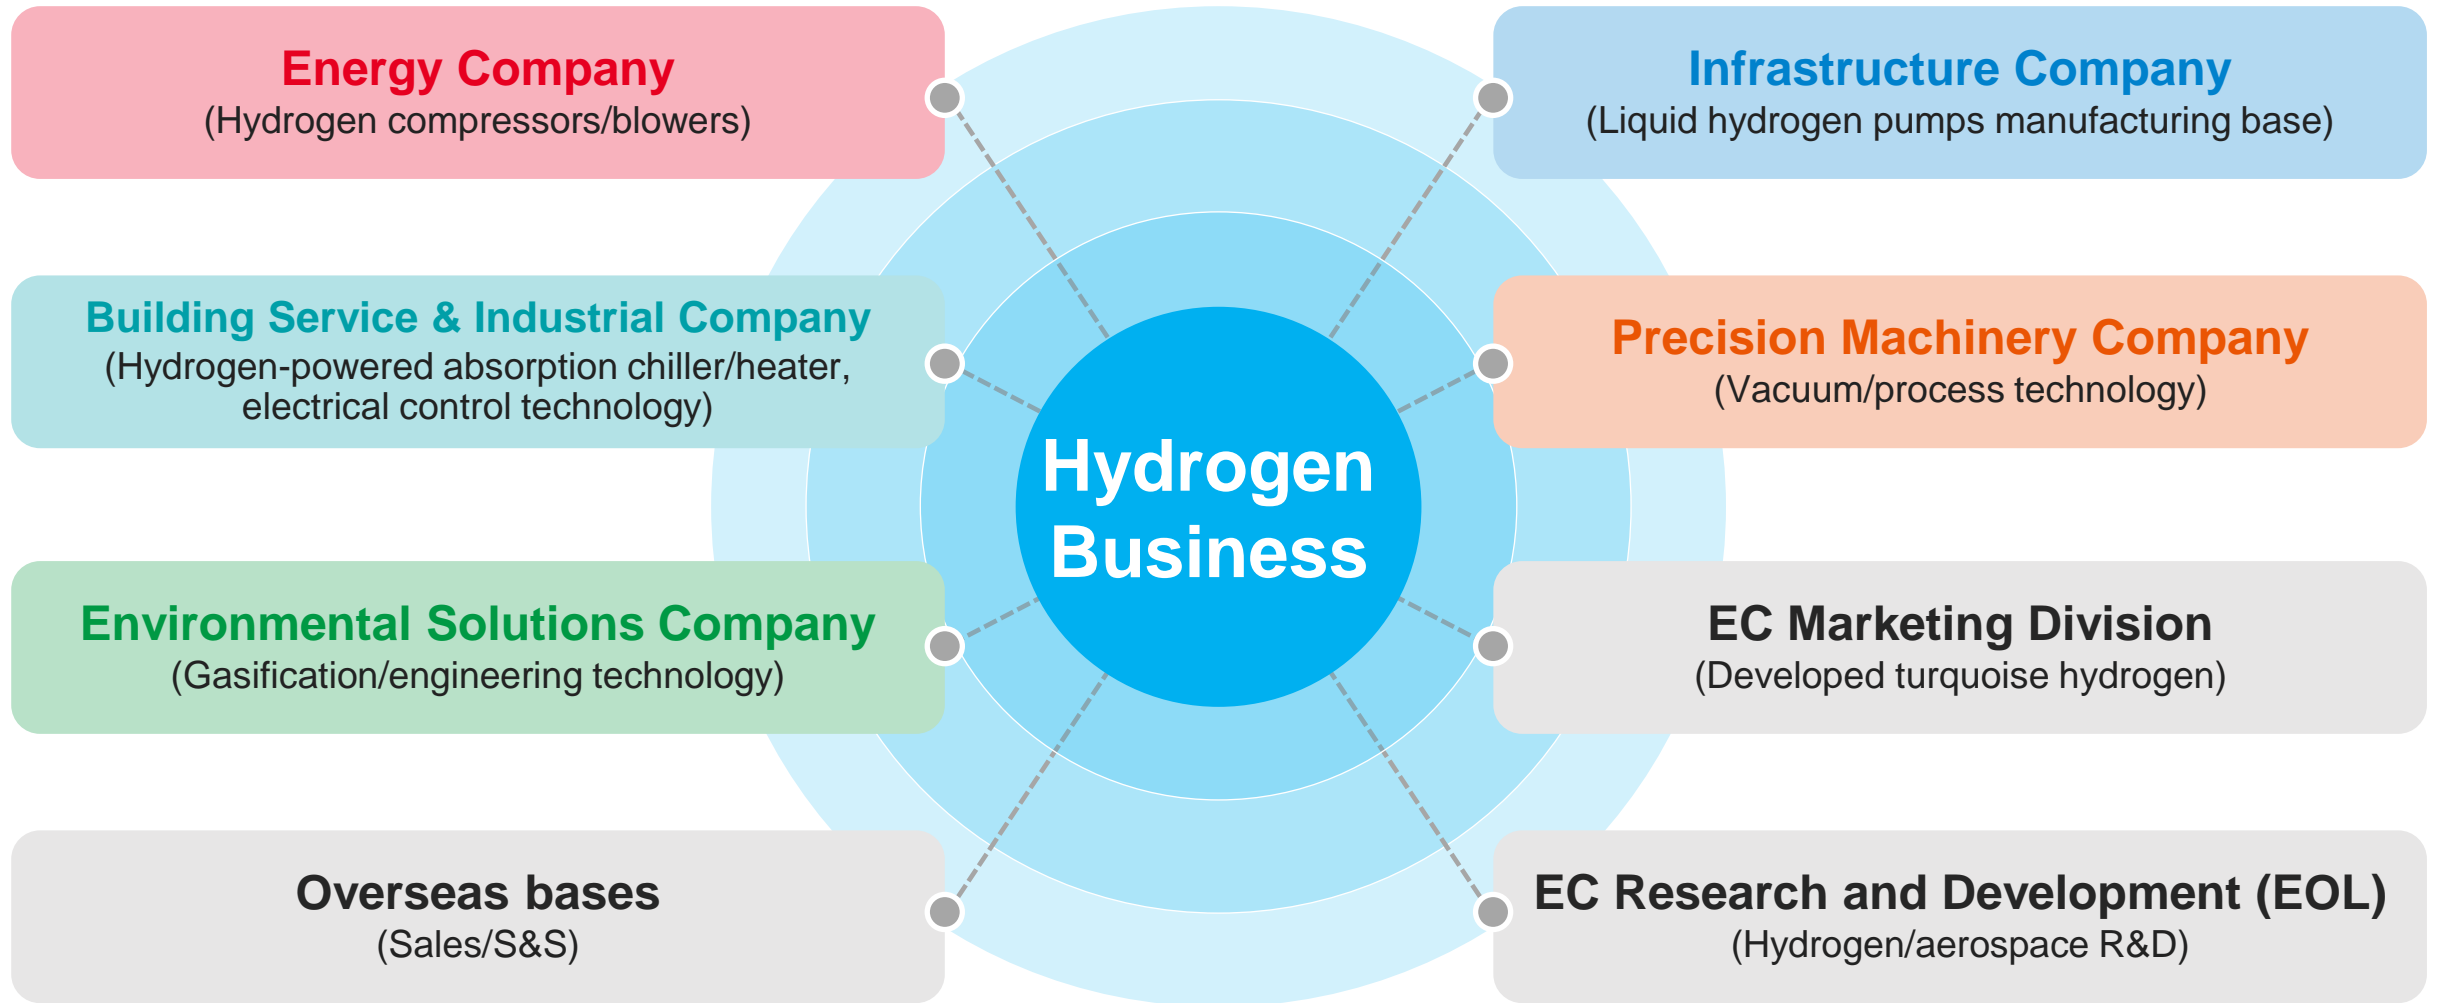 Energy Company
(Hydrogen compressors/blowers)
Infrastructure Company
(Liquid hydrogen pumps manufacturing base)
Building Service & Industrial Company
(Hydrogen-powered absorption chiller/heater,
electrical control technology)
Precision Machinery Company
(Vacuum/process technology)
Hydrogen
Business
Environmental Solutions Company
(Gasification/engineering technology)
EC Marketing Division
(Developed turquoise hydrogen)
Overseas bases
(Sales/S&S)
EC Research and Development (EOL)
(Hydrogen/aerospace R&D)